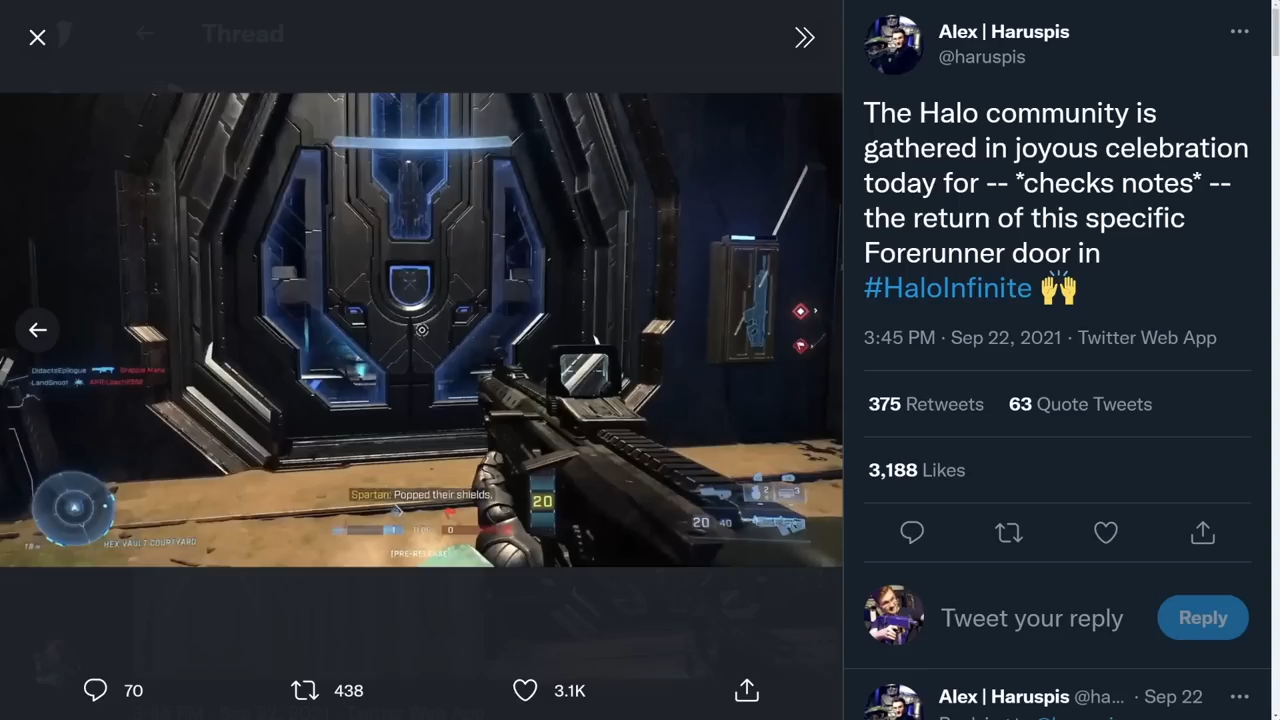 Thread
Alex | Haruspis
@haruspis
The Halo community is
gathered in joyous celebration
today for -- *checks notes* --
the return of this specific
Forerunner door in
#HaloInfinite 🙌
3:45 PM · Sep 22, 2021 · Twitter Web App
375 Retweets 63 Quote Tweets
3,188 Likes
Tweet your reply
Reply
Alex | Haruspis @ha... · Sep 22
Spartan: Popped their shields.
20
20 40
0
HEX VAULT COURTYARD
[PRE-RELEASE]
70
438
3.1K